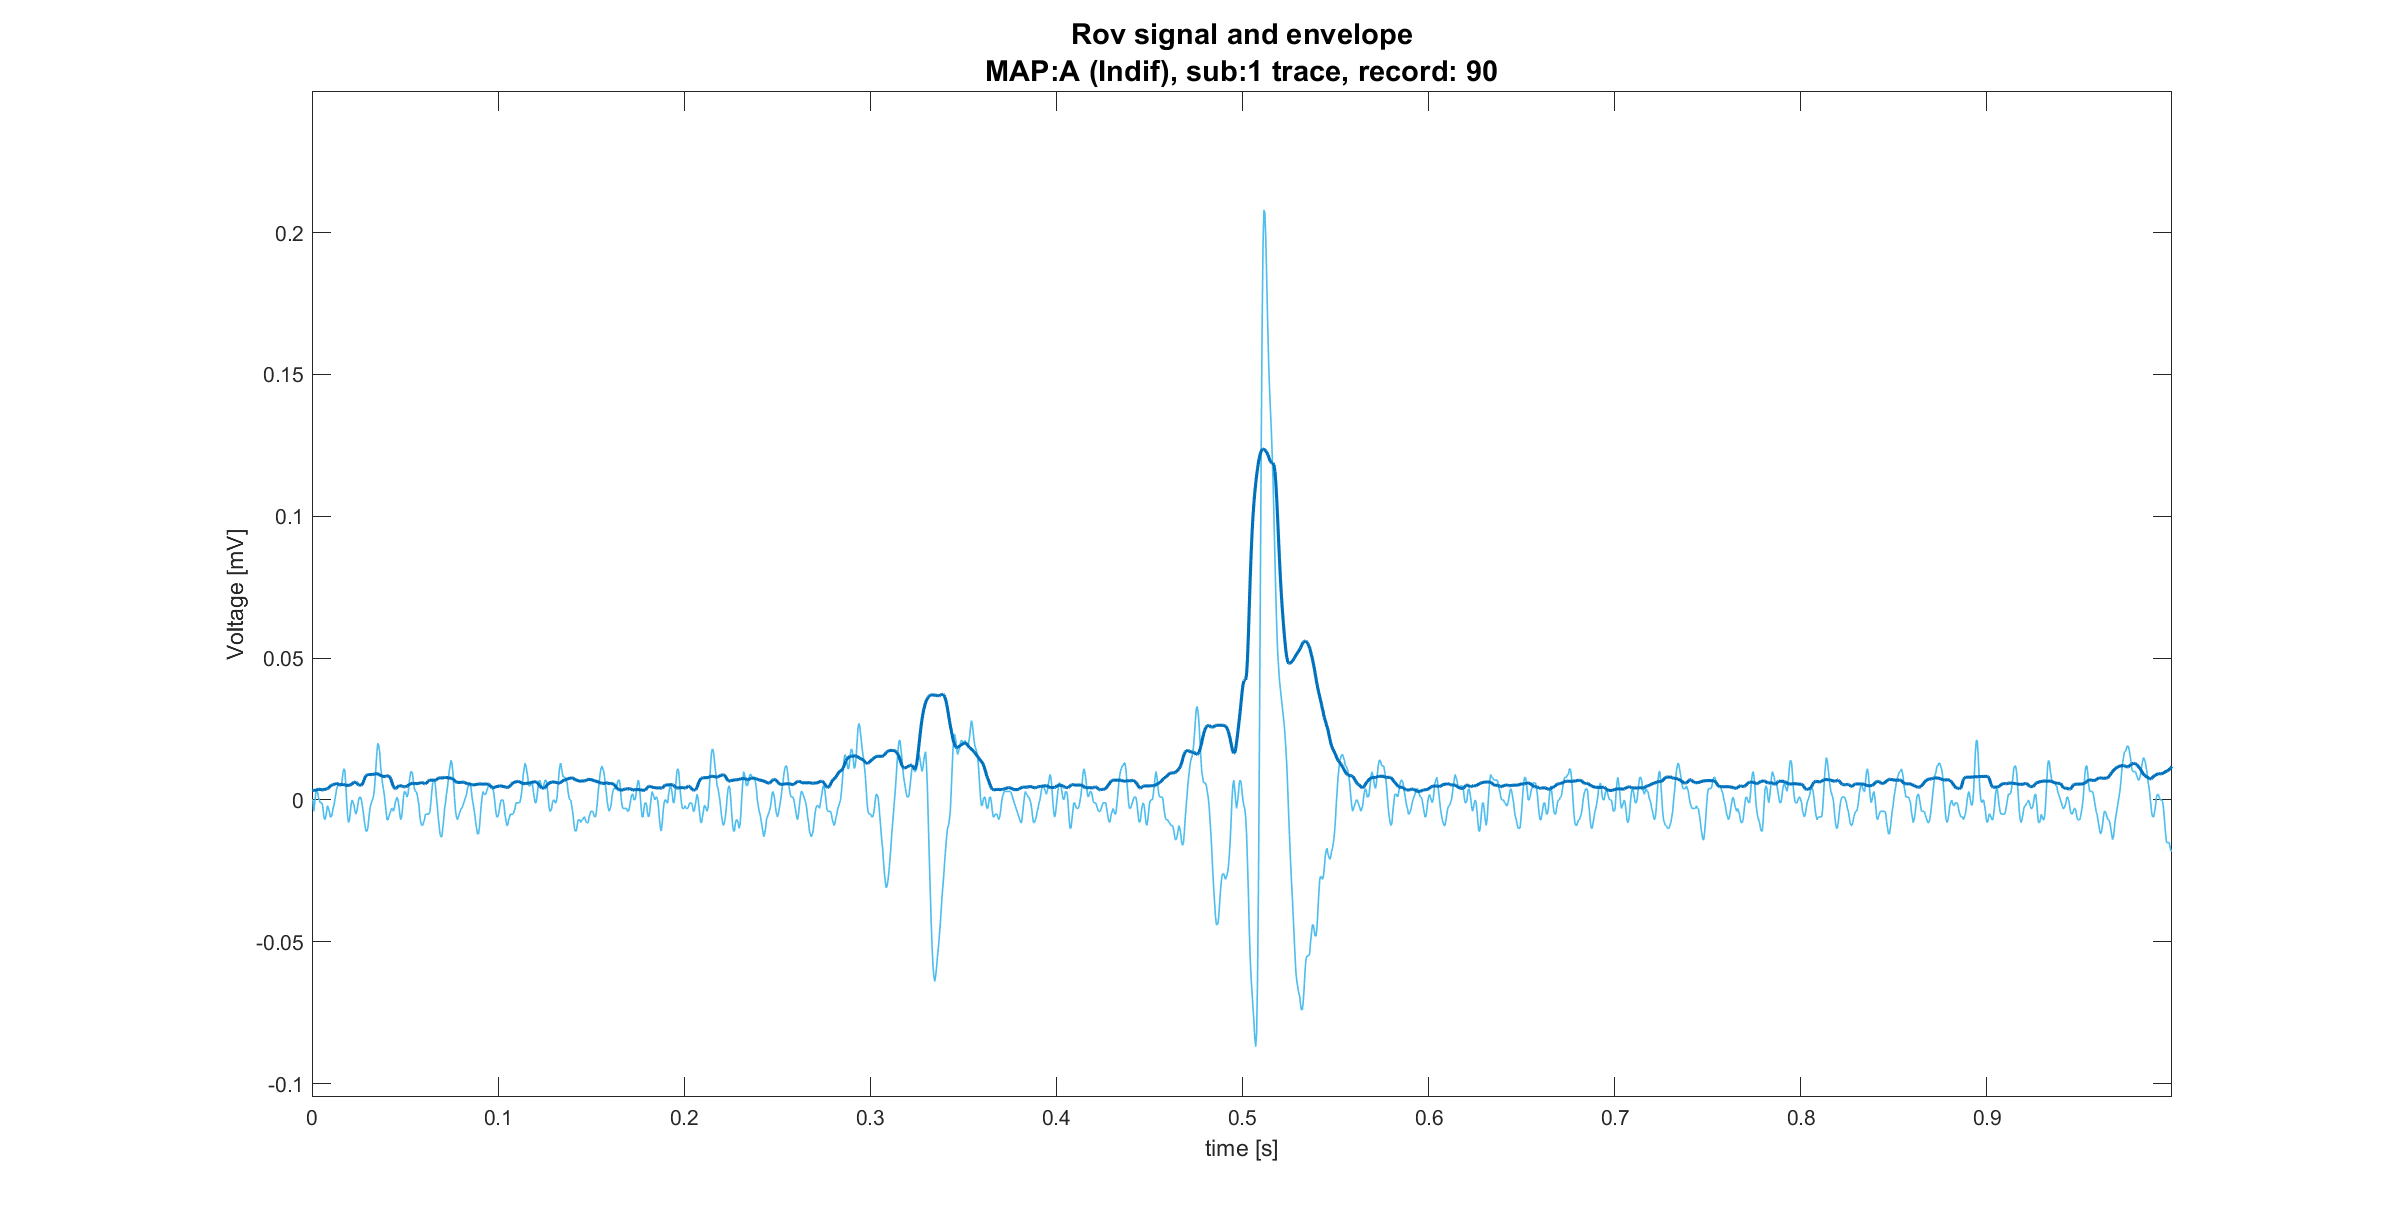 Rov signal and envelope
MAP:A (Indif), sub:1 trace, record: 90
0.2
0.15
0.1
0.05
0
-0.05
-0.1
Voltage [mV]
0 0.1 0.2 0.3 0.4 0.5 0.6 0.7 0.8 0.9
time [s]